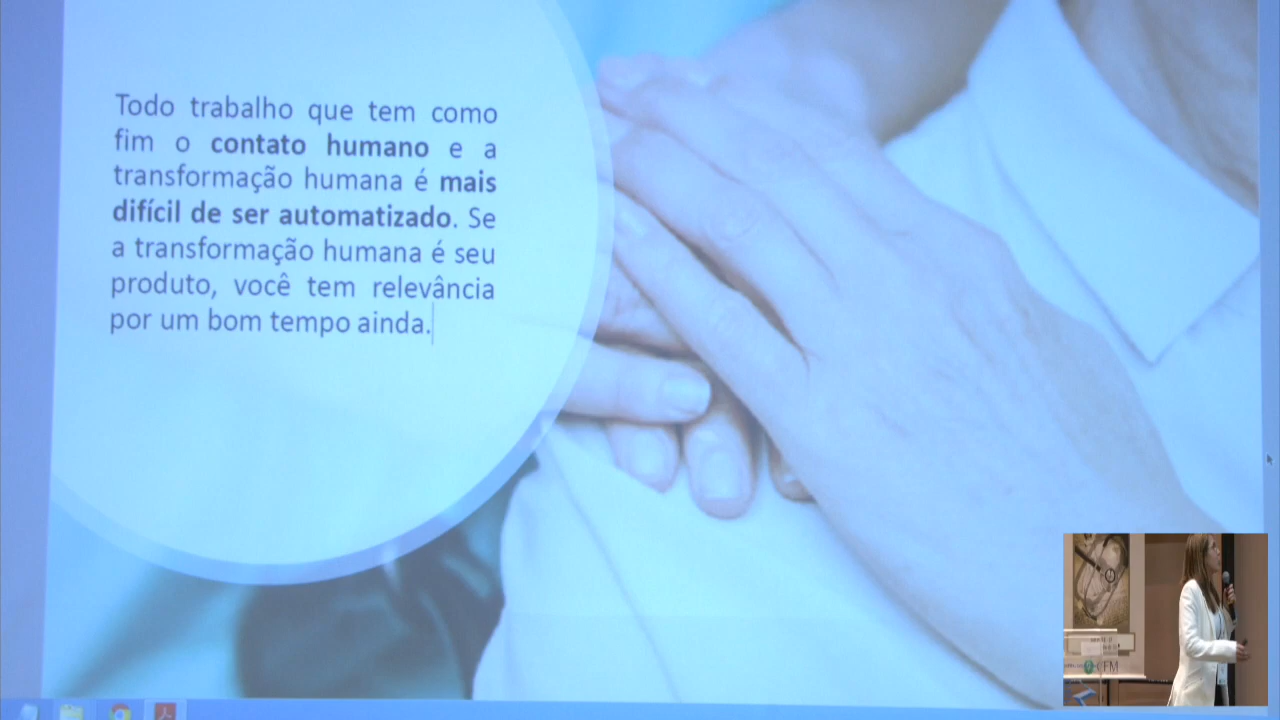 Todo trabalho que tem como
fim o contato humano e a
transformação humana é mais
difícil de ser automatizado. Se
a transformação humana é seu
produto, você tem relevância
por um bom tempo ainda.
CFM